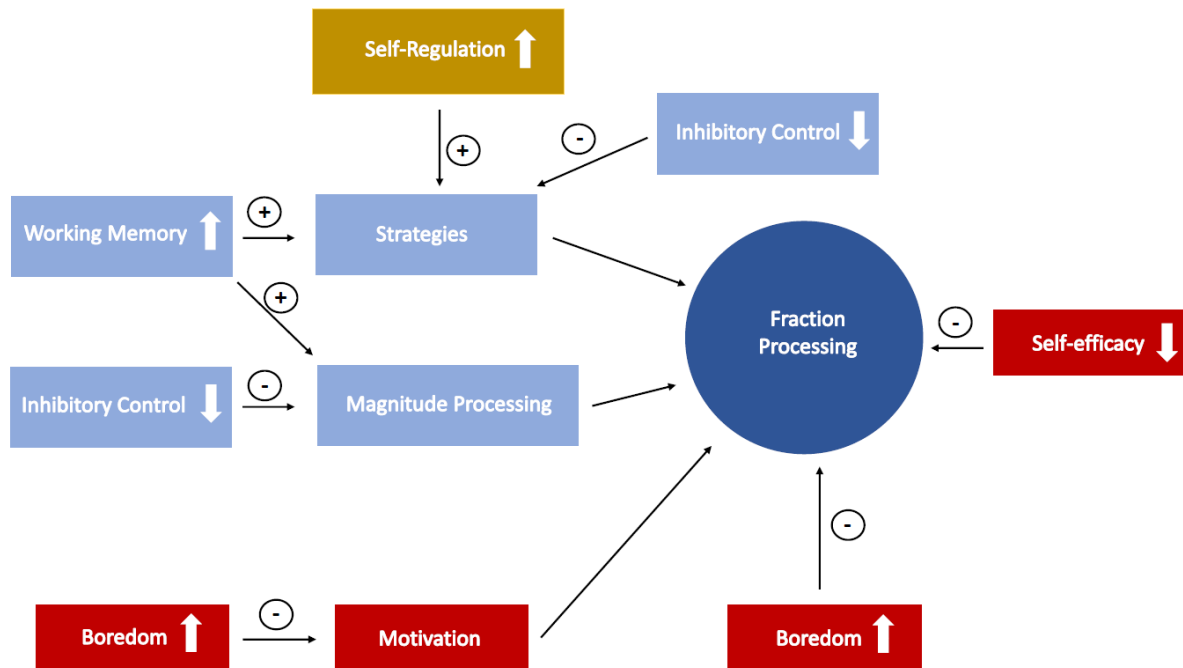 Self-Regulation
Inhibitory Control
-
+
Working Memory
+
Strategies
+
Fraction
Processing
-
Self-efficacy
Inhibitory Control
-
Magnitude Processing
-
Boredom
-
Motivation
Boredom